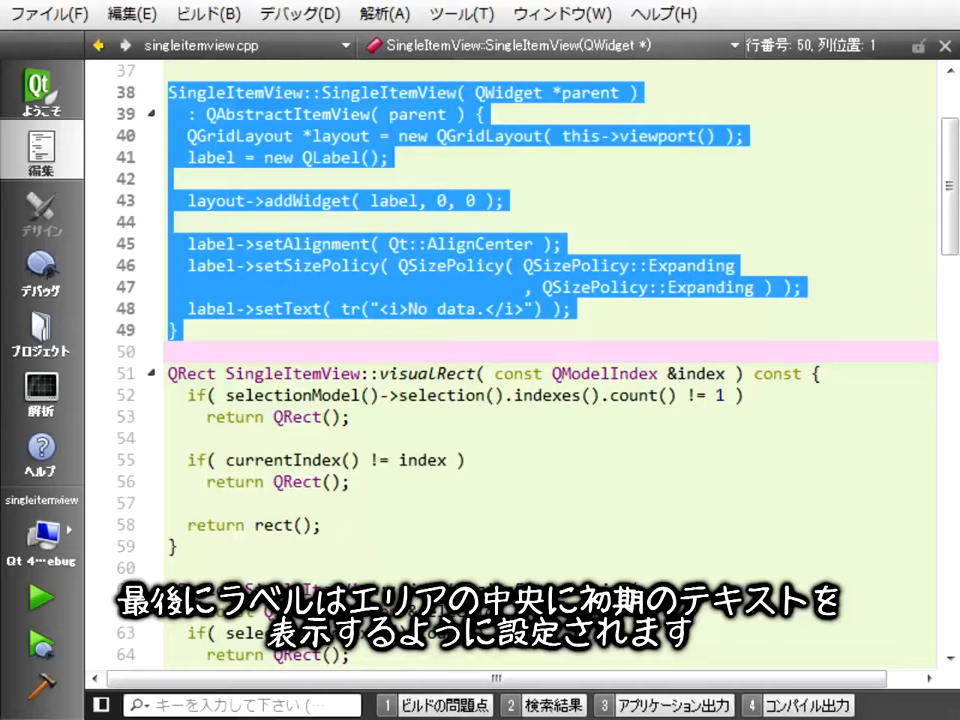 ファイル(F) 編集(E) ビルド(B) デバッグ(D) 解析(A) ツール(T) ウィンドウ(W) ヘルプ(H)
singleitemview.cpp SingleItemView::SingleItemView(QWidget *) 行番号: 50, 列位置: 1
ようこそ
編集
デザイン
デバッグ
プロジェクト
解析
ヘルプ
singleitemview
Qt 4…ebug
37
38 SingleItemView::SingleItemView( QWidget *parent )
39 : QAbstractItemView( parent ) {
40 QGridLayout *layout = new QGridLayout( this->viewport() );
41 label = new QLabel();
42
43 layout->addWidget( label, 0, 0 );
44
45 label->setAlignment( Qt::AlignCenter );
46 label->setSizePolicy( QSizePolicy( QSizePolicy::Expanding
47 , QSizePolicy::Expanding ) );
48 label->setText( tr("<i>No data.</i>") );
49 }
50
51 QRect SingleItemView::visualRect( const QModelIndex &index ) const {
52 if( selectionModel()->selection().indexes().count() != 1 )
53 return QRect();
54
55 if( currentIndex() != index )
56 return QRect();
57
58 return rect();
59 }
60
63 if( sele
64 return QRect();
最後にラベルはエリアの中央に初期のテキストを
表示するように設定されます
キーを入力して下さい (…
1 ビルドの問題点 2 検索結果 3 アプリケーション出力 4 コンパイル出力